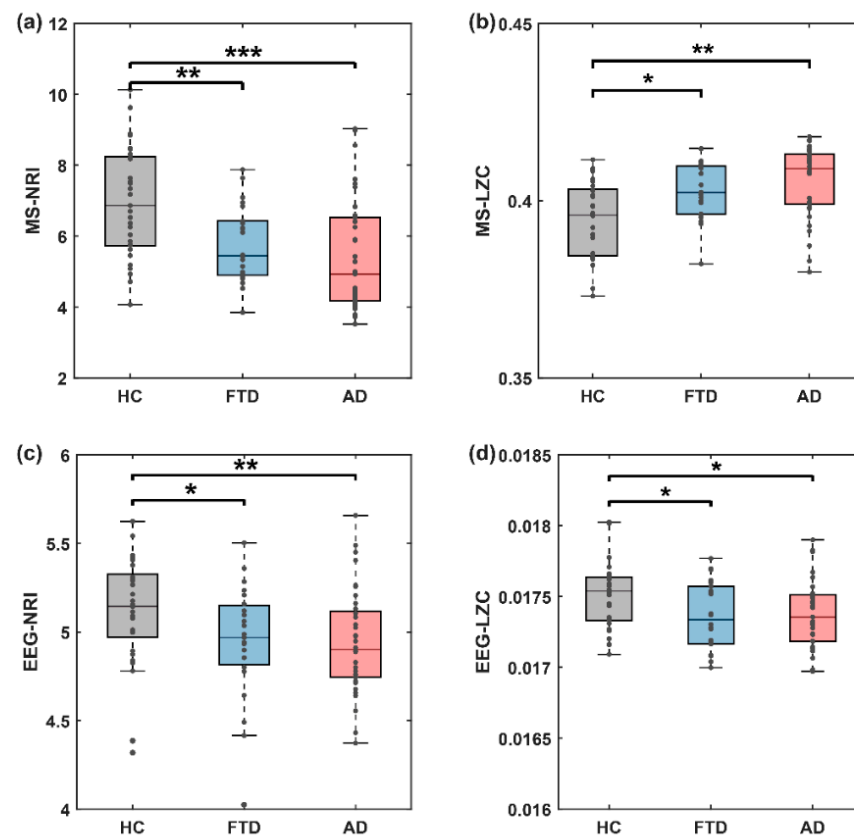 (a)
12
10
8
6
4
2
MS-NRI
***
**
HC FTD AD
(b)
0.45
0.4
0.35
MS-LZC
**
*
HC FTD AD
(c)
6
5.5
5
4.5
4
EEG-NRI
**
*
HC FTD AD
(d)
0.0185
0.018
0.0175
0.017
0.0165
0.016
EEG-LZC
*
*
HC FTD AD